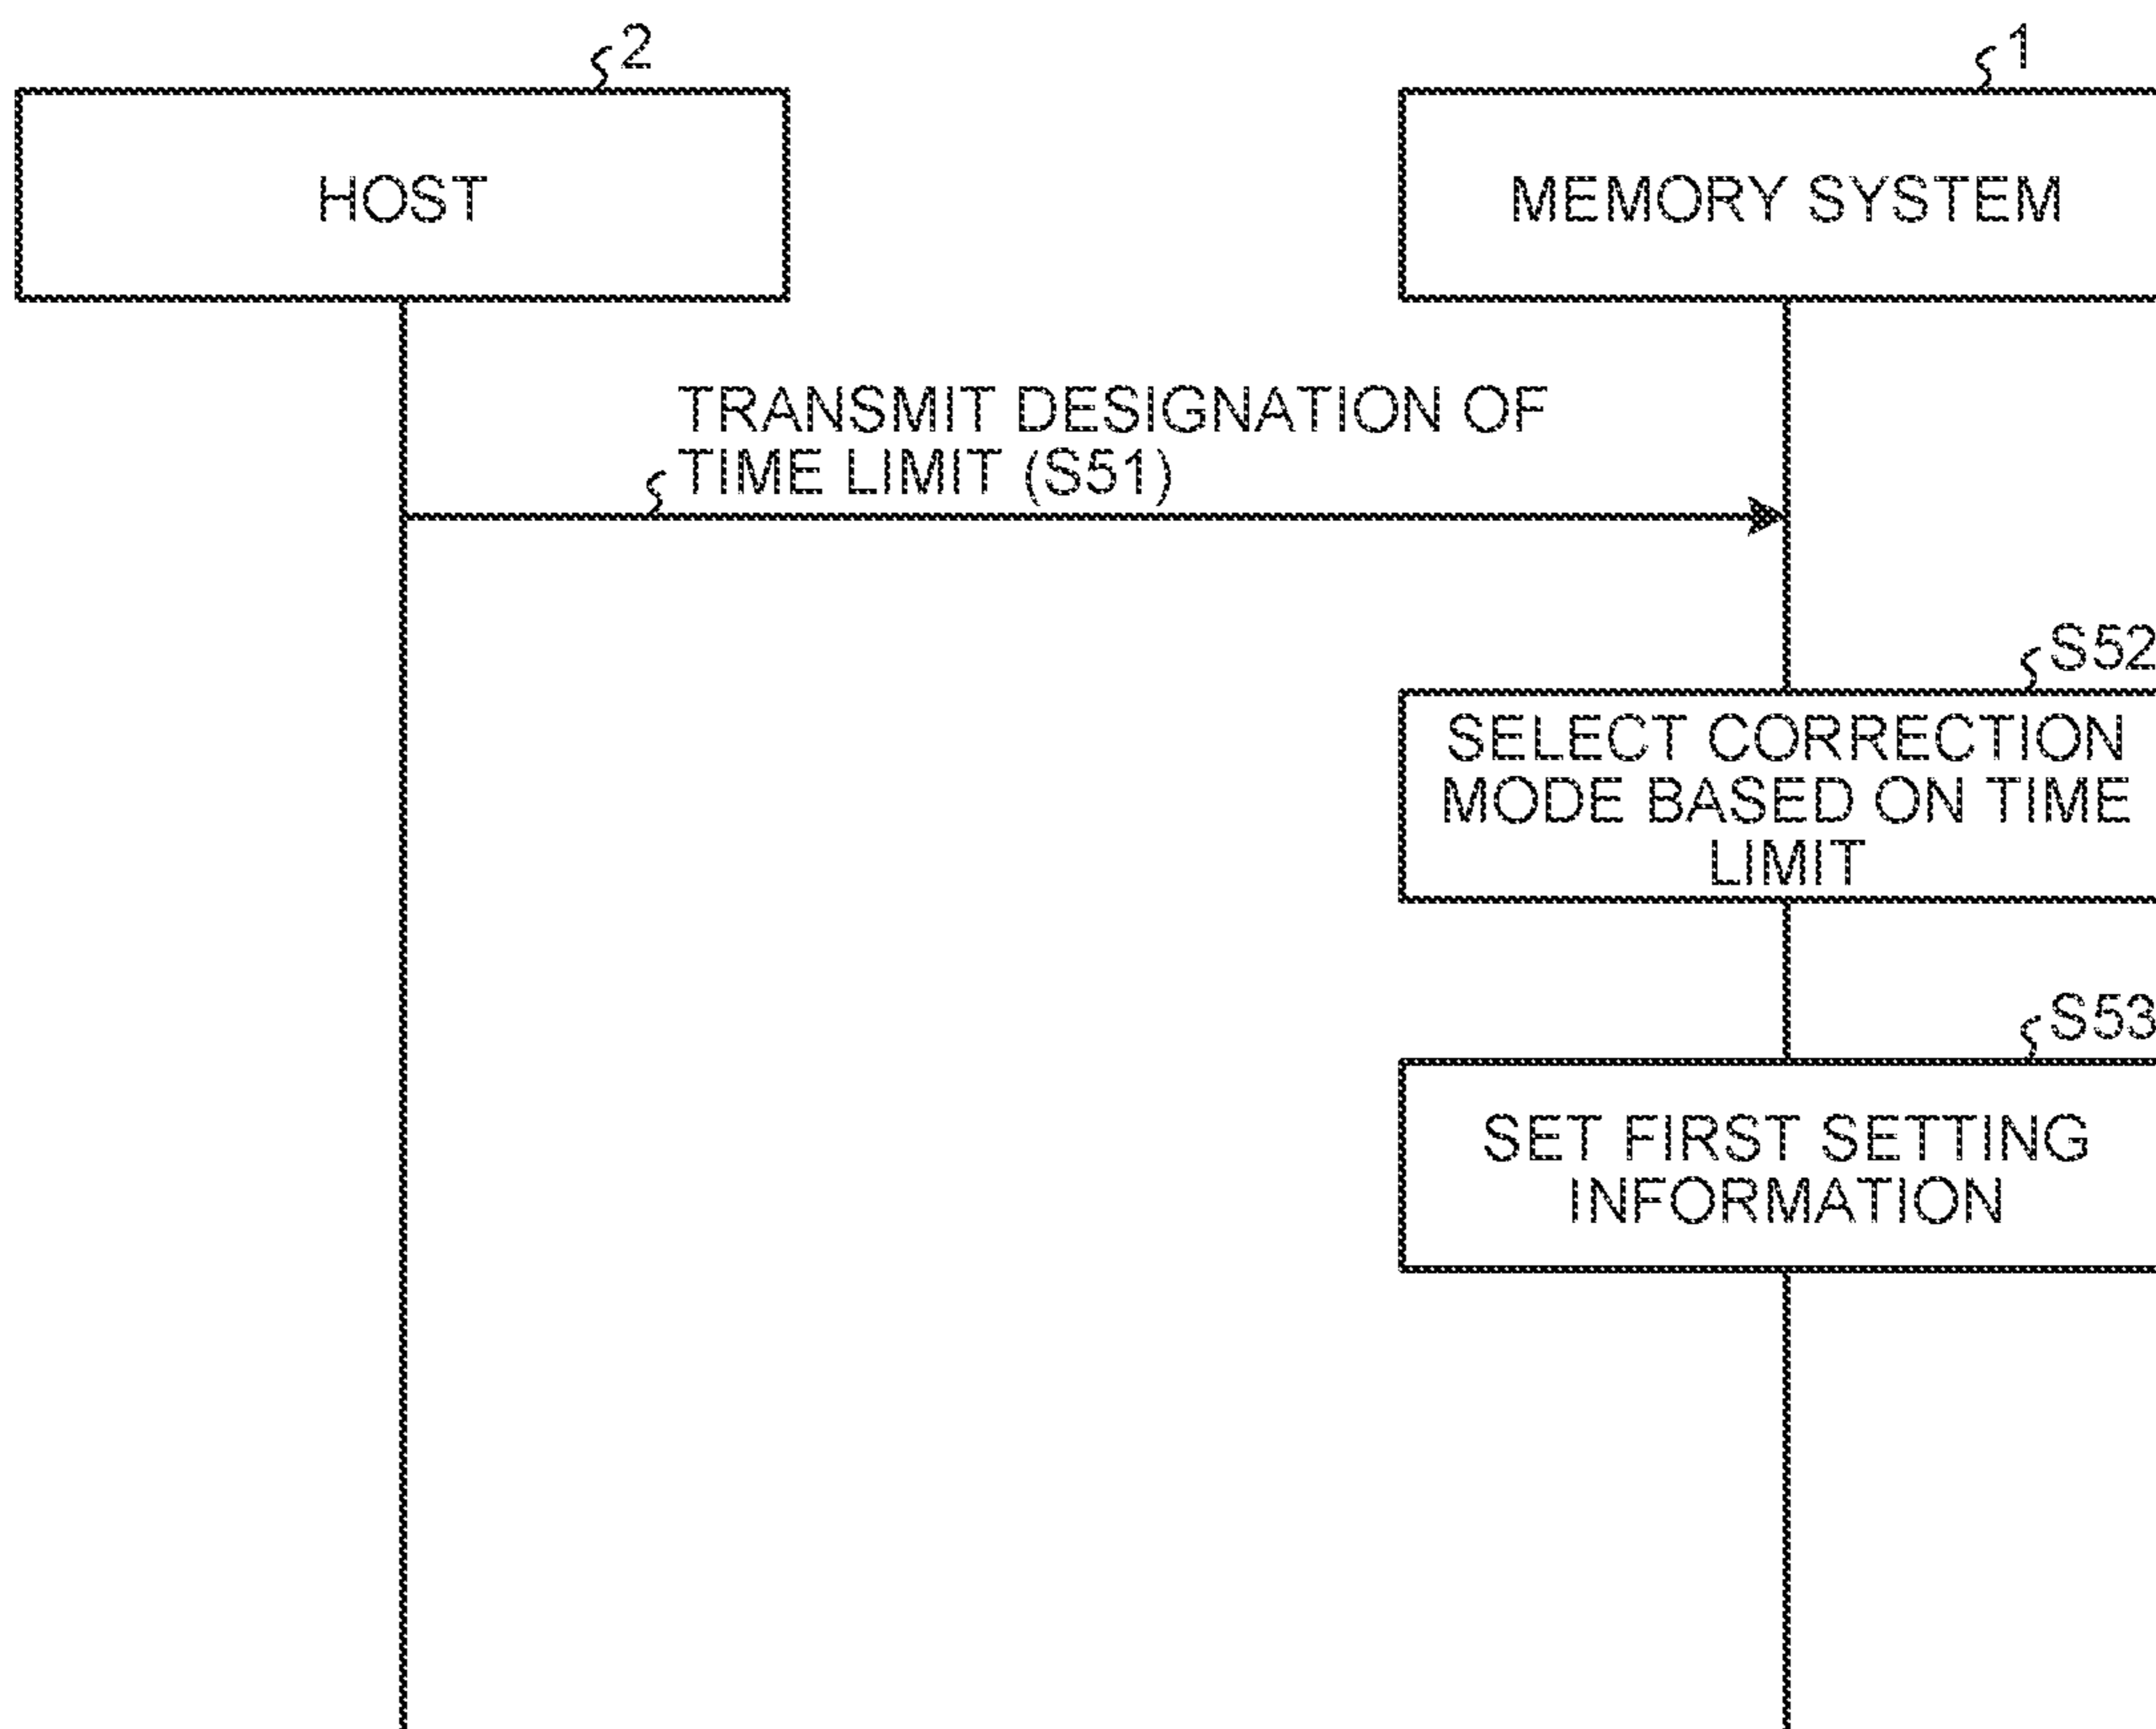 2
1
HOST
MEMORY SYSTEM
TRANSMIT DESIGNATION OF
TIME LIMIT (S51)
S52
SELECT CORRECTION
MODE BASED ON TIME
LIMIT
S53
SET FIRST SETTING
INFORMATION